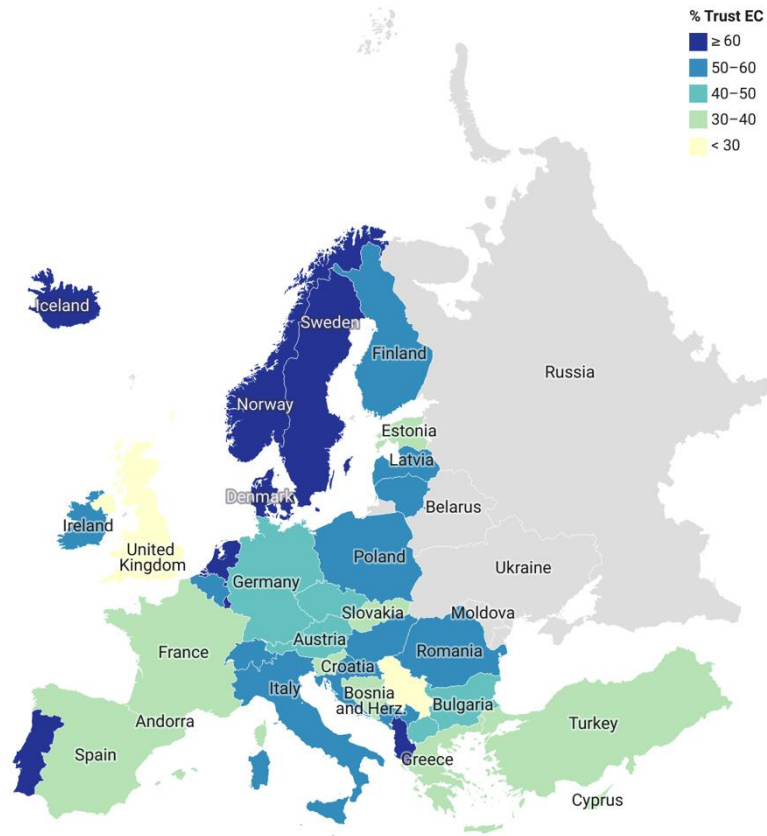 % Trust EC
≥ 60
50–60
40–50
30–40
< 30
Iceland
Sweden
Finland
Russia
Norway
Estonia
Latvia
Denmark
Belarus
Ireland
United
Kingdom
Poland
Ukraine
Germany
Slovakia
Moldova
Austria
France
Romania
Croatia
Italy
Bosnia
and Herz.
Bulgaria
Andorra
Turkey
Spain
Greece
Cyprus